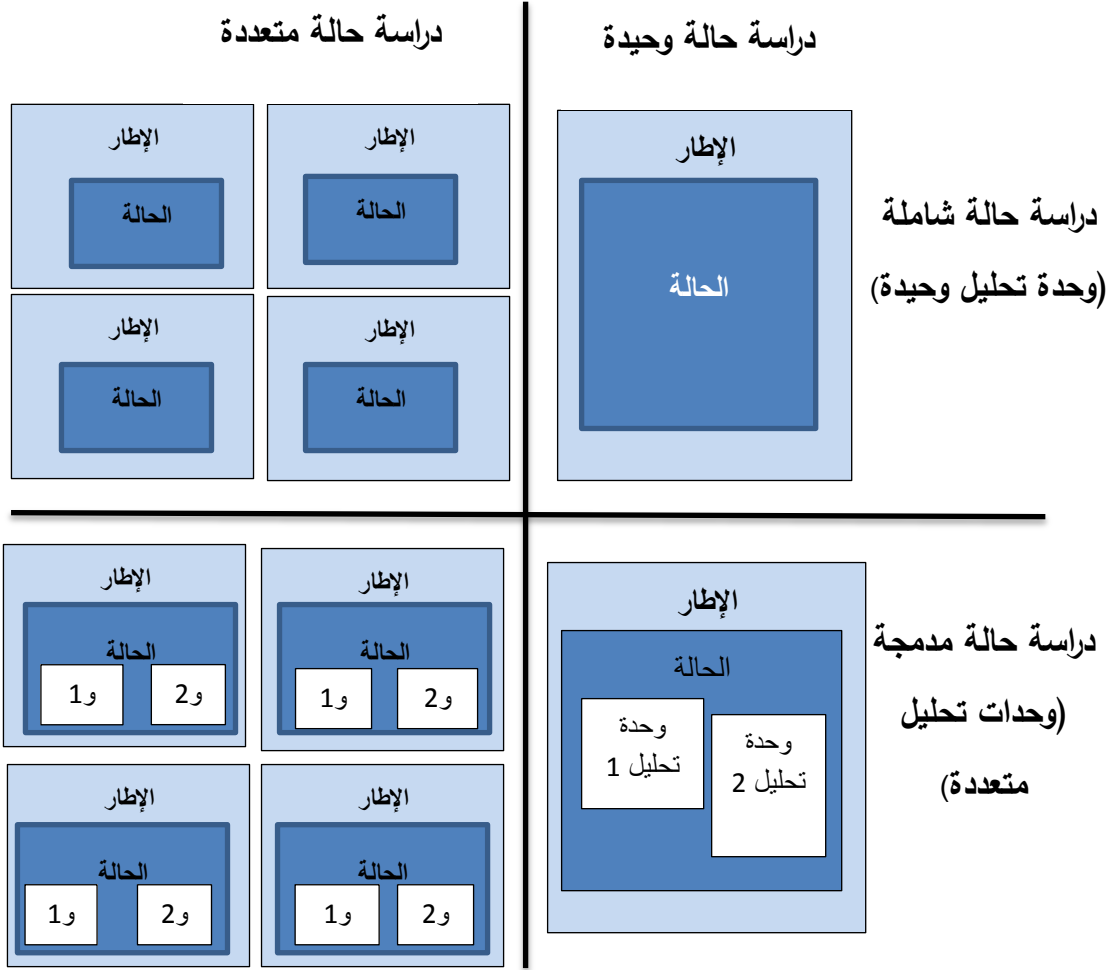 دراسة حالة وحيدة
دراسة حالة متعددة
دراسة حالة شاملة
(وحدة تحليل وحيدة)
الإطار
الحالة
الإطار
الحالة
الإطار
الحالة
الإطار
الحالة
الإطار
الحالة
دراسة حالة مدمجة
(وحدات تحليل
متعددة)
الإطار
الحالة
وحدة
تحليل 1
وحدة
تحليل 2
الإطار
الحالة
و1
و2
الإطار
الحالة
و1
و2
الإطار
الحالة
و1
و2
الإطار
الحالة
و1
و2